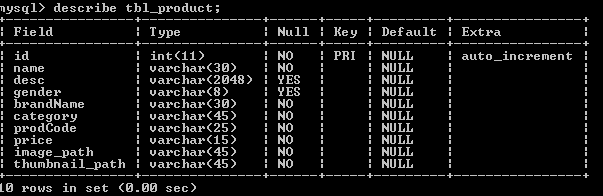 mysql> describe tbl_product;
+----------------+---------------+------+-----+---------+----------------+
| Field          | Type          | Null | Key | Default | Extra          |
+----------------+---------------+------+-----+---------+----------------+
| id             | int(11)       | NO   | PRI | NULL    | auto_increment |
| name           | varchar(30)   | NO   |     | NULL    |                |
| desc           | varchar(2048) | YES  |     | NULL    |                |
| gender         | varchar(8)    | YES  |     | NULL    |                |
| brandName      | varchar(30)   | NO   |     | NULL    |                |
| category       | varchar(45)   | NO   |     | NULL    |                |
| prodCode       | varchar(25)   | NO   |     | NULL    |                |
| price          | varchar(15)   | NO   |     | NULL    |                |
| image_path     | varchar(45)   | NO   |     | NULL    |                |
| thumbnail_path | varchar(45)   | NO   |     | NULL    |                |
+----------------+---------------+------+-----+---------+----------------+
10 rows in set (0.00 sec)